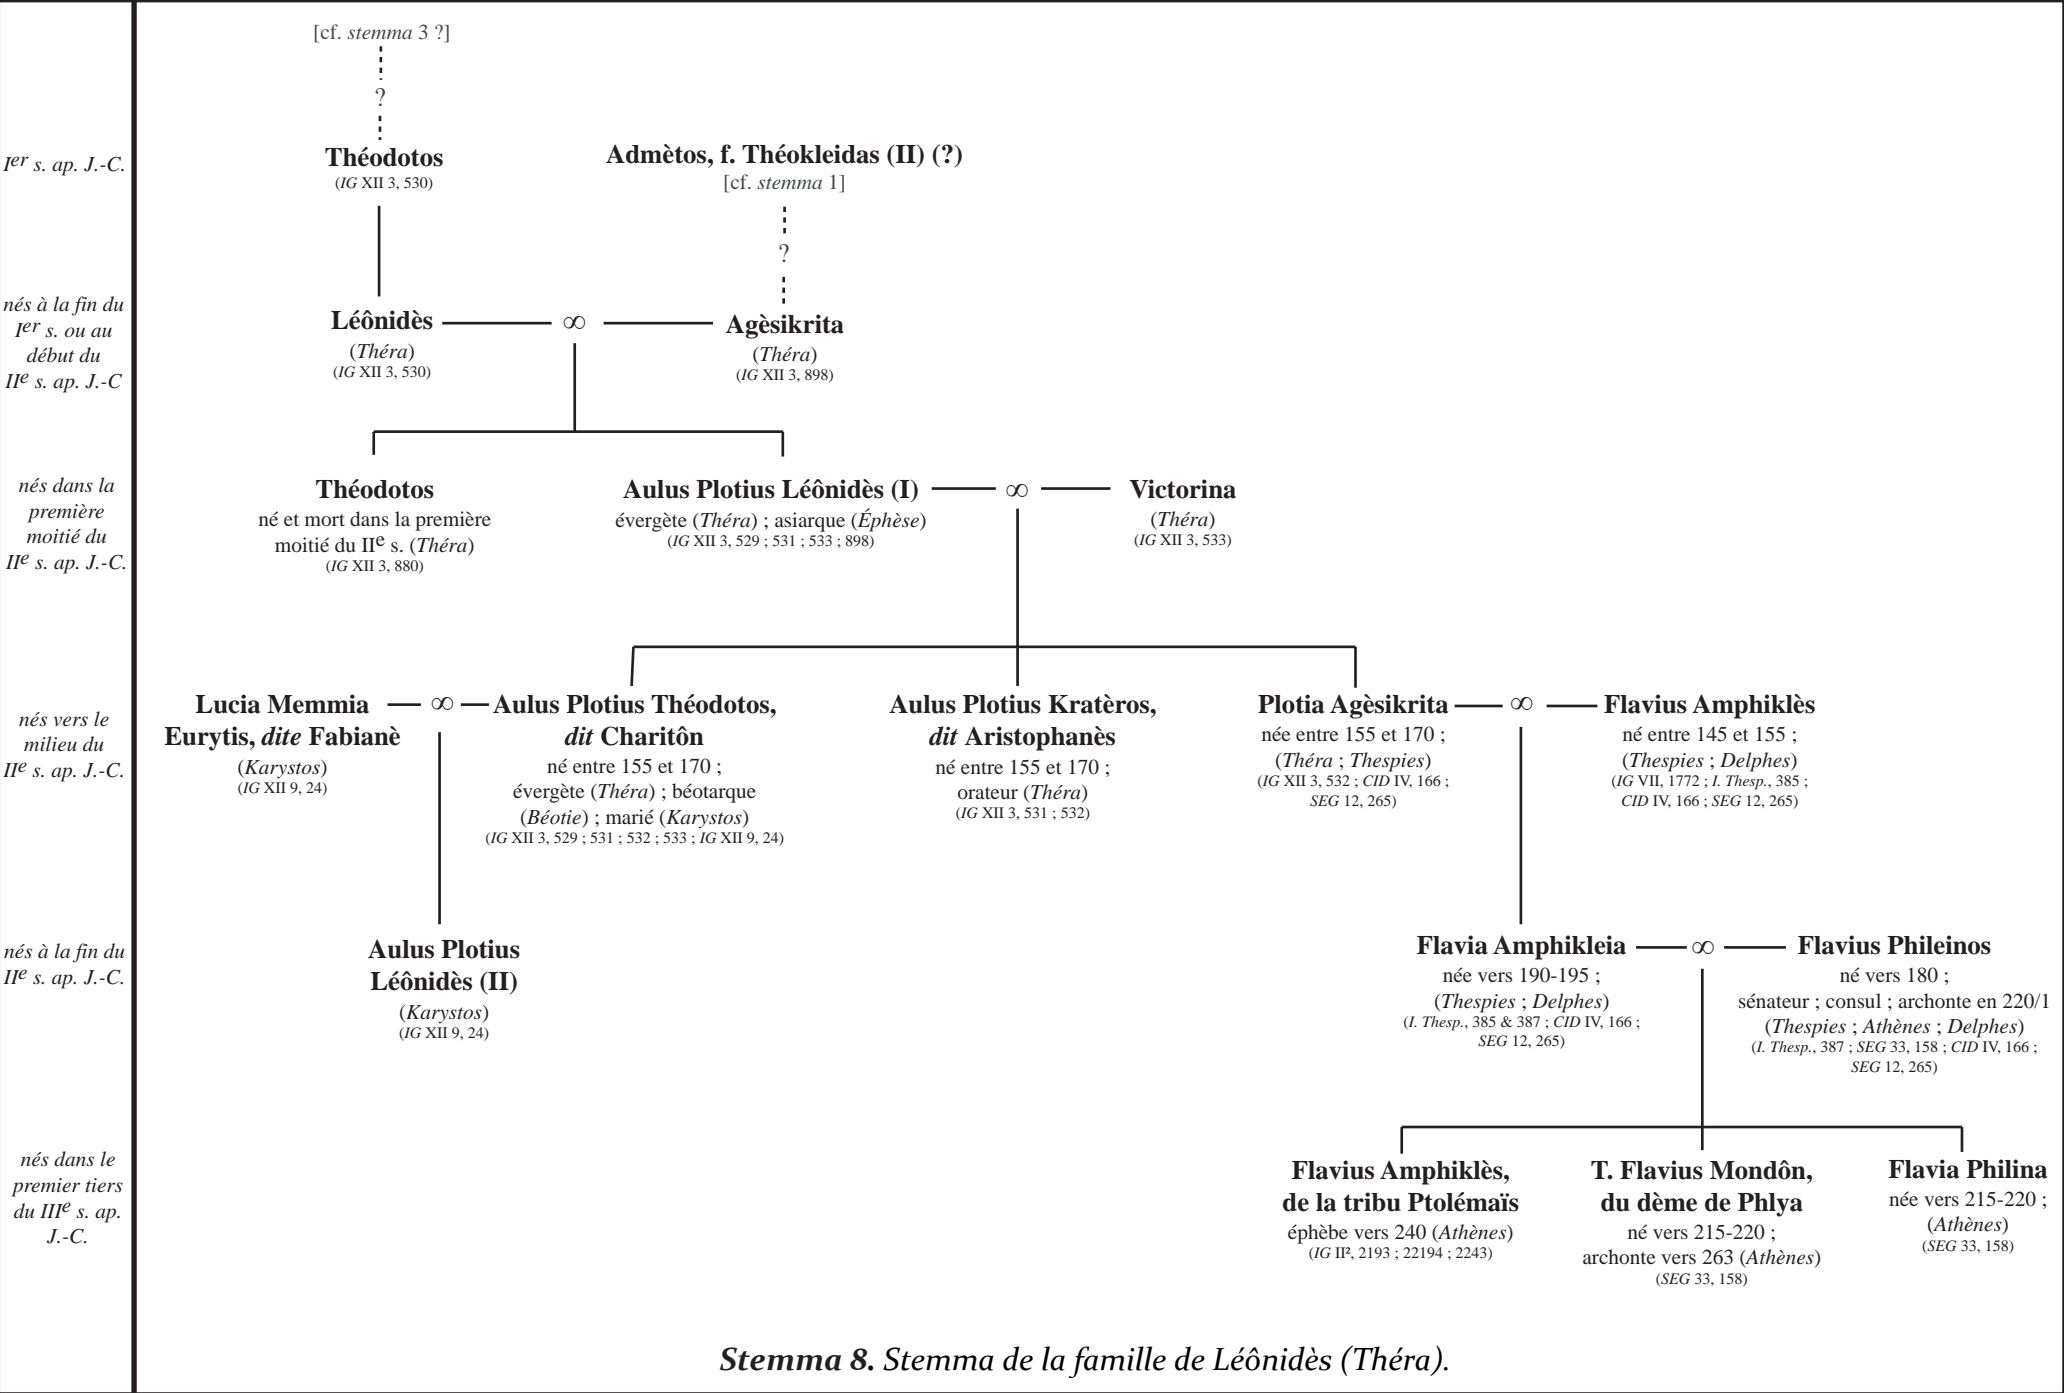 [cf. stemma 3 ?]
?
Ier s. ap. J.-C.
Théodotos
(IG XII 3, 530)
Admètos, f. Théokleidas (II) (?)
[cf. stemma 1]
?
nés à la fin du
Ier s. ou au
début du
IIe s. ap. J.-C
Léônidès
(Théra)
(IG XII 3, 530)
∞
Agèsikrita
(Théra)
(IG XII 3, 898)
nés dans la
première
moitié du
IIe s. ap. J.-C.
Théodotos
né et mort dans la première
moitié du IIe s. (Théra)
(IG XII 3, 880)
Aulus Plotius Léônidès (I)
évergète (Théra) ; asiarque (Éphèse)
(IG XII 3, 529 ; 531 ; 533 ; 898)
∞
Victorina
(Théra)
(IG XII 3, 533)
nés vers le
milieu du
IIe s. ap. J.-C.
Lucia Memmia
Eurytis, dite Fabianè
(Karystos)
(IG XII 9, 24)
∞
Aulus Plotius Théodotos,
dit Charitôn
né entre 155 et 170 ;
évergète (Théra) ; béotarque
(Béotie) ; marié (Karystos)
(IG XII 3, 529 ; 531 ; 532 ; 533 ; IG XII 9, 24)
Aulus Plotius Kratèros,
dit Aristophanès
né entre 155 et 170 ;
orateur (Théra)
(IG XII 3, 531 ; 532)
Plotia Agèsikrita
née entre 155 et 170 ;
(Théra ; Thespies)
(IG XII 3, 532 ; CID IV, 166 ;
SEG 12, 265)
∞
Flavius Amphiklès
né entre 145 et 155 ;
(Thespies ; Delphes)
(IG VII, 1772 ; I. Thesp., 385 ;
CID IV, 166 ; SEG 12, 265)
nés à la fin du
IIe s. ap. J.-C.
Aulus Plotius
Léônidès (II)
(Karystos)
(IG XII 9, 24)
Flavia Amphikleia
née vers 190-195 ;
(Thespies ; Delphes)
(I. Thesp., 385 & 387 ; CID IV, 166 ;
SEG 12, 265)
∞
Flavius Phileinos
né vers 180 ;
sénateur ; consul ; archonte en 220/1
(Thespies ; Athènes ; Delphes)
(I. Thesp., 387 ; SEG 33, 158 ; CID IV, 166 ;
SEG 12, 265)
nés dans le
premier tiers
du IIIe s. ap.
J.-C.
Flavius Amphiklès,
de la tribu Ptolémaïs
éphèbe vers 240 (Athènes)
(IG II², 2193 ; 22194 ; 2243)
T. Flavius Mondôn,
du dème de Phlya
né vers 215-220 ;
archonte vers 263 (Athènes)
(SEG 33, 158)
Flavia Philina
née vers 215-220 ;
(Athènes)
(SEG 33, 158)
Stemma 8. Stemma de la famille de Léônidès (Théra).